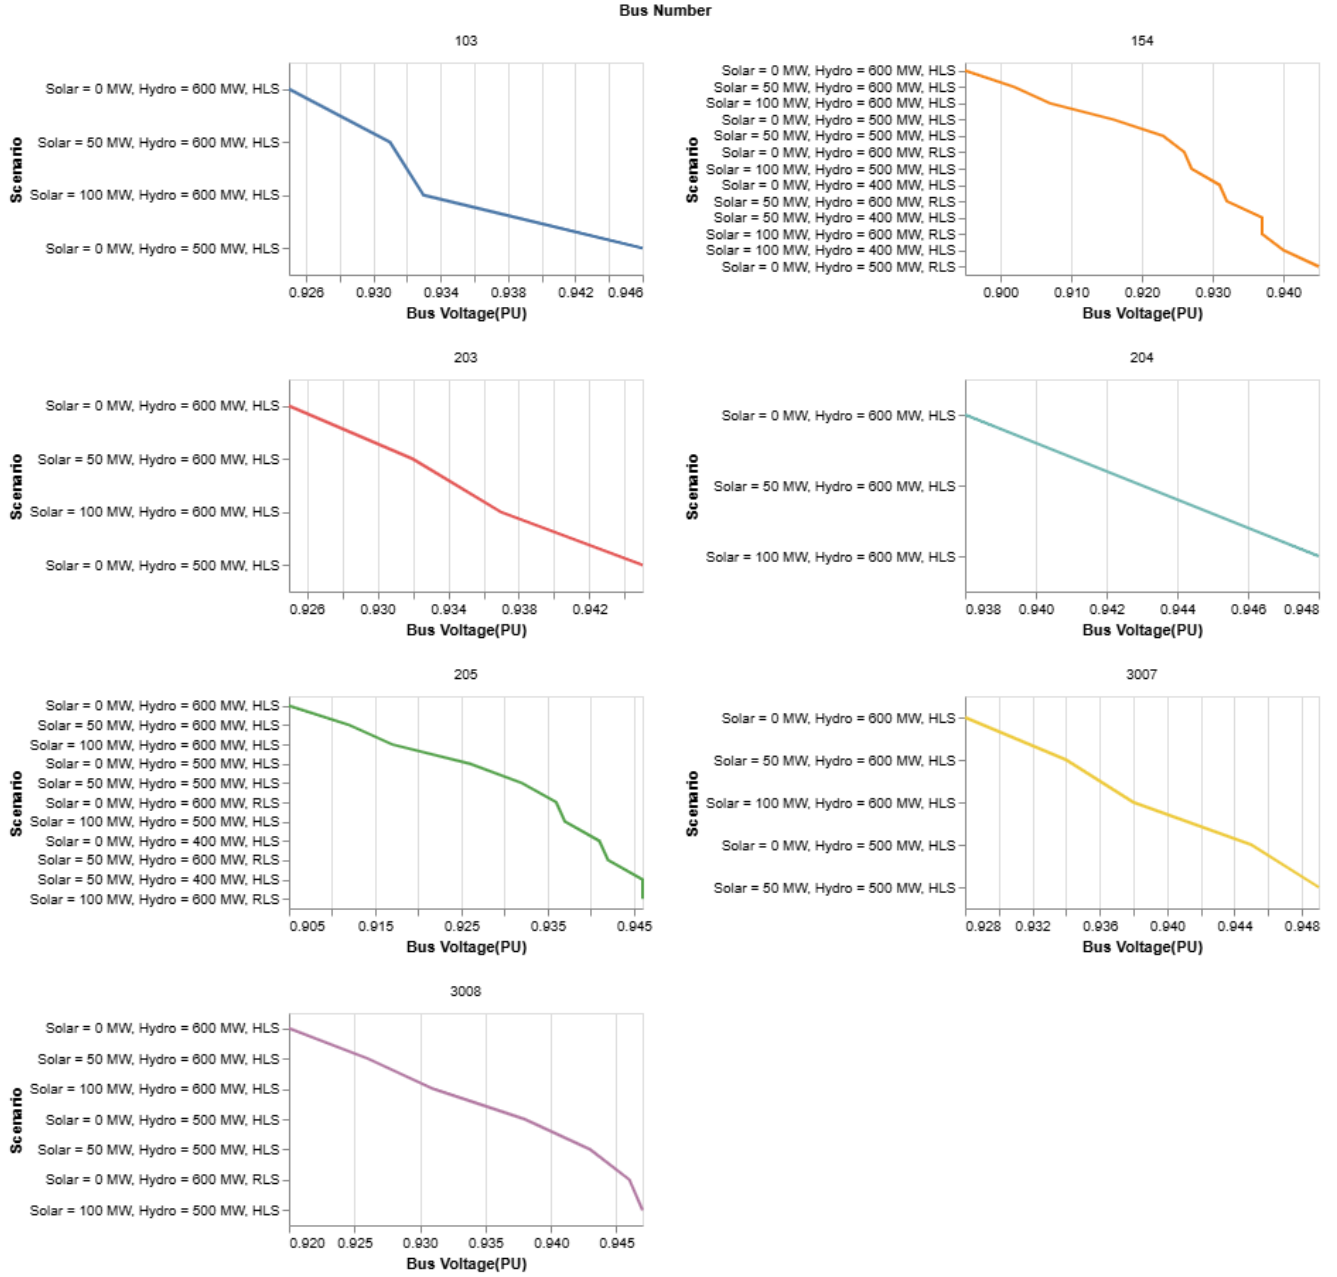 Bus Number
103
Scenario
Solar = 0 MW, Hydro = 600 MW, HLS
Solar = 50 MW, Hydro = 600 MW, HLS
Solar = 100 MW, Hydro = 600 MW, HLS
Solar = 0 MW, Hydro = 500 MW, HLS
0.926 0.930 0.934 0.938 0.942 0.946
Bus Voltage(PU)
154
Scenario
Solar = 0 MW, Hydro = 600 MW, HLS
Solar = 50 MW, Hydro = 600 MW, HLS
Solar = 100 MW, Hydro = 600 MW, HLS
Solar = 0 MW, Hydro = 500 MW, HLS
Solar = 50 MW, Hydro = 500 MW, HLS
Solar = 0 MW, Hydro = 600 MW, RLS
Solar = 100 MW, Hydro = 500 MW, HLS
Solar = 0 MW, Hydro = 400 MW, HLS
Solar = 50 MW, Hydro = 600 MW, RLS
Solar = 50 MW, Hydro = 400 MW, HLS
Solar = 100 MW, Hydro = 600 MW, RLS
Solar = 100 MW, Hydro = 400 MW, HLS
Solar = 0 MW, Hydro = 500 MW, RLS
0.900 0.910 0.920 0.930 0.940
Bus Voltage(PU)
203
Scenario
Solar = 0 MW, Hydro = 600 MW, HLS
Solar = 50 MW, Hydro = 600 MW, HLS
Solar = 100 MW, Hydro = 600 MW, HLS
Solar = 0 MW, Hydro = 500 MW, HLS
0.926 0.930 0.934 0.938 0.942
Bus Voltage(PU)
204
Scenario
Solar = 0 MW, Hydro = 600 MW, HLS
Solar = 50 MW, Hydro = 600 MW, HLS
Solar = 100 MW, Hydro = 600 MW, HLS
0.938 0.940 0.942 0.944 0.946 0.948
Bus Voltage(PU)
205
Scenario
Solar = 0 MW, Hydro = 600 MW, HLS
Solar = 50 MW, Hydro = 600 MW, HLS
Solar = 100 MW, Hydro = 600 MW, HLS
Solar = 0 MW, Hydro = 500 MW, HLS
Solar = 50 MW, Hydro = 500 MW, HLS
Solar = 0 MW, Hydro = 600 MW, RLS
Solar = 100 MW, Hydro = 500 MW, HLS
Solar = 0 MW, Hydro = 400 MW, HLS
Solar = 50 MW, Hydro = 600 MW, RLS
Solar = 50 MW, Hydro = 400 MW, HLS
Solar = 100 MW, Hydro = 600 MW, RLS
0.905 0.915 0.925 0.935 0.945
Bus Voltage(PU)
3007
Scenario
Solar = 0 MW, Hydro = 600 MW, HLS
Solar = 50 MW, Hydro = 600 MW, HLS
Solar = 100 MW, Hydro = 600 MW, HLS
Solar = 0 MW, Hydro = 500 MW, HLS
Solar = 50 MW, Hydro = 500 MW, HLS
0.928 0.932 0.936 0.940 0.944 0.948
Bus Voltage(PU)
3008
Scenario
Solar = 0 MW, Hydro = 600 MW, HLS
Solar = 50 MW, Hydro = 600 MW, HLS
Solar = 100 MW, Hydro = 600 MW, HLS
Solar = 0 MW, Hydro = 500 MW, HLS
Solar = 50 MW, Hydro = 500 MW, HLS
Solar = 0 MW, Hydro = 600 MW, RLS
Solar = 100 MW, Hydro = 500 MW, HLS
0.920 0.925 0.930 0.935 0.940 0.945
Bus Voltage(PU)